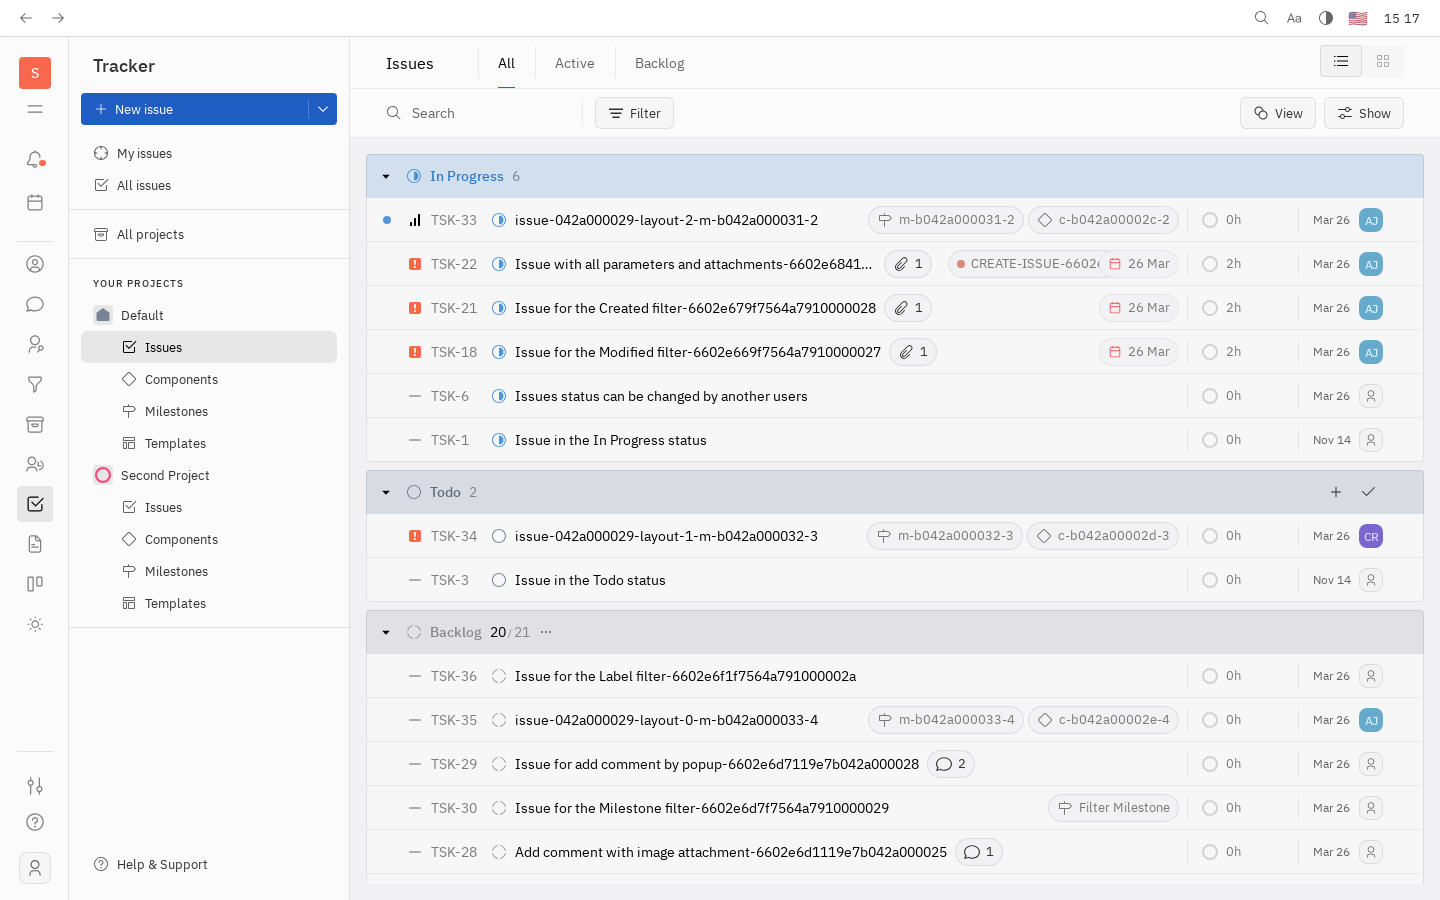 Aa 15 17
S
Tracker
New issue
My issues
All issues
All projects
YOUR PROJECTS
Default
Issues
Components
Milestones
Templates
Second Project
Issues
Components
Milestones
Templates
Help & Support
Issues All Active Backlog
Search Filter View Show
In Progress 6
TSK-33 issue-042a000029-layout-2-m-b042a000031-2 m-b042a000031-2 c-b042a00002c-2 0h Mar 26 AJ
TSK-22 Issue with all parameters and attachments-6602e6841... 1 CREATE-ISSUE-6602 26 Mar 2h Mar 26 AJ
TSK-21 Issue for the Created filter-6602e679f7564a7910000028 1 26 Mar 2h Mar 26 AJ
TSK-18 Issue for the Modified filter-6602e669f7564a7910000027 1 26 Mar 2h Mar 26 AJ
TSK-6 Issues status can be changed by another users 0h Mar 26
TSK-1 Issue in the In Progress status 0h Nov 14
Todo 2
TSK-34 issue-042a000029-layout-1-m-b042a000032-3 m-b042a000032-3 c-b042a00002d-3 0h Mar 26 CR
TSK-3 Issue in the Todo status 0h Nov 14
Backlog 20 / 21 ...
TSK-36 Issue for the Label filter-6602e6f1f7564a791000002a 0h Mar 26
TSK-35 issue-042a000029-layout-0-m-b042a000033-4 m-b042a000033-4 c-b042a00002e-4 0h Mar 26 AJ
TSK-29 Issue for add comment by popup-6602e6d7119e7b042a000028 2 0h Mar 26
TSK-30 Issue for the Milestone filter-6602e6d7f7564a7910000029 Filter Milestone 0h Mar 26
TSK-28 Add comment with image attachment-6602e6d1119e7b042a000025 1 0h Mar 26